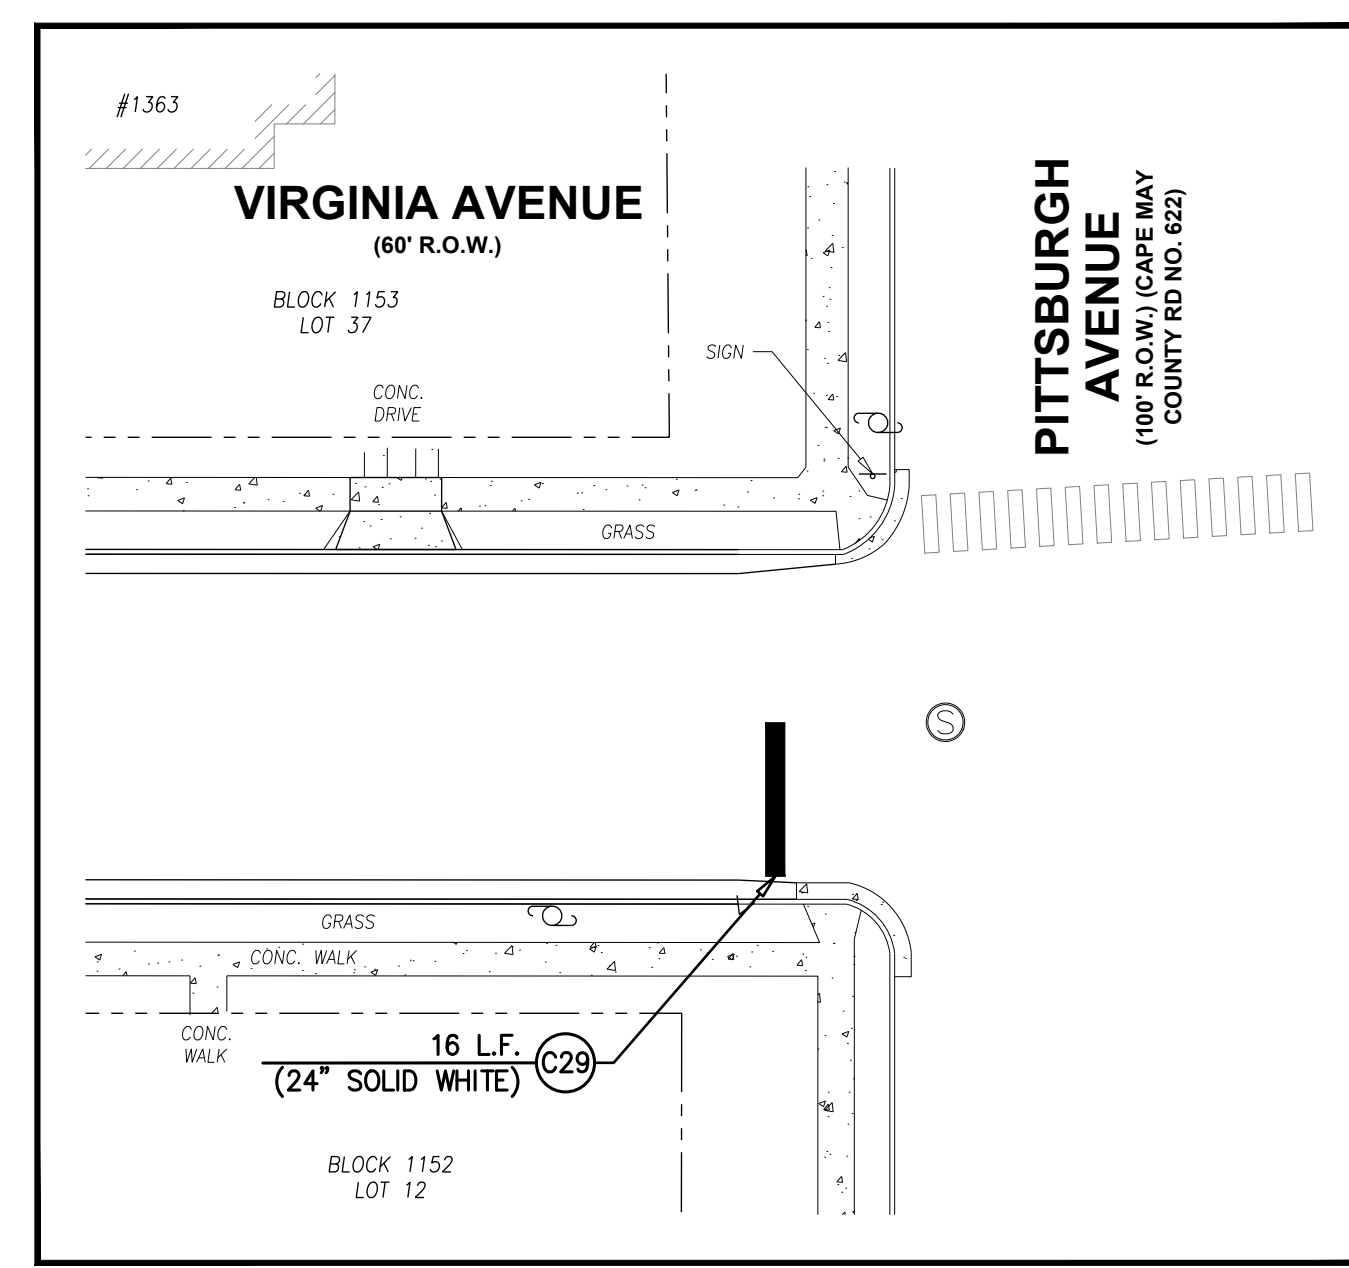 #1363
VIRGINIA AVENUE
(60' R.O.W.)
BLOCK 1153
LOT 37
SIGN
CONC.
DRIVE
GRASS
PITTSBURGH
AVENUE
(100' R.O.W.) (CAPE MAY
COUNTY RD NO. 622)
S
GRASS
CONC. WALK
CONC.
WALK
16 L.F.
(24" SOLID WHITE)
C29
BLOCK 1152
LOT 12